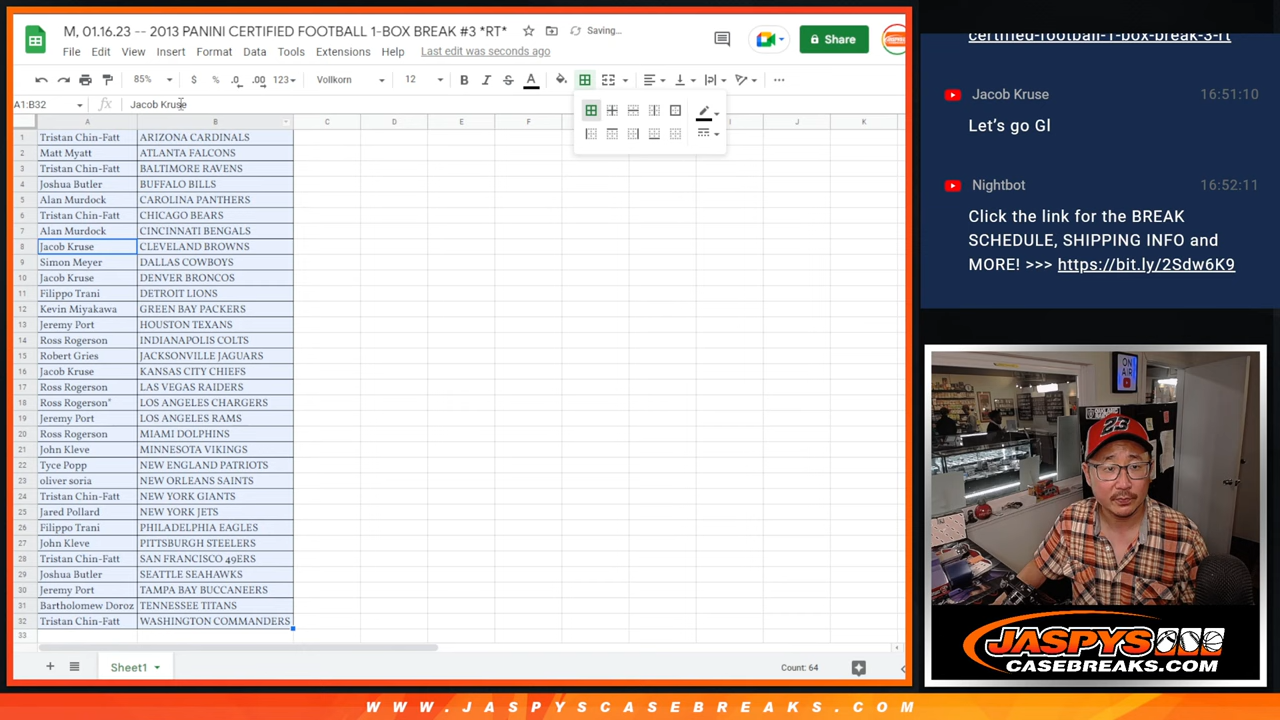 M, 01.16.23 -- 2013 PANINI CERTIFIED FOOTBALL 1-BOX BREAK #3 *RT*
Saving...
File Edit View Insert Format Data Tools Extensions Help Last edit was seconds ago
Share
85% $ % .0 .00 123 Vollkorn 12 B I S A
A1:B32 fx Jacob Kruse
A B C D E F I J K
1 Tristan Chin-Fatt ARIZONA CARDINALS
2 Matt Myatt ATLANTA FALCONS
3 Tristan Chin-Fatt BALTIMORE RAVENS
4 Joshua Butler BUFFALO BILLS
5 Alan Murdock CAROLINA PANTHERS
6 Tristan Chin-Fatt CHICAGO BEARS
7 Alan Murdock CINCINNATI BENGALS
8 Jacob Kruse CLEVELAND BROWNS
9 Simon Meyer DALLAS COWBOYS
10 Jacob Kruse DENVER BRONCOS
11 Filippo Trani DETROIT LIONS
12 Kevin Miyakawa GREEN BAY PACKERS
13 Jeremy Port HOUSTON TEXANS
14 Ross Rogerson INDIANAPOLIS COLTS
15 Robert Gries JACKSONVILLE JAGUARS
16 Jacob Kruse KANSAS CITY CHIEFS
17 Ross Rogerson LAS VEGAS RAIDERS
18 Ross Rogerson* LOS ANGELES CHARGERS
19 Jeremy Port LOS ANGELES RAMS
20 Ross Rogerson MIAMI DOLPHINS
21 John Kleve MINNESOTA VIKINGS
22 Tyce Popp NEW ENGLAND PATRIOTS
23 oliver soria NEW ORLEANS SAINTS
24 Tristan Chin-Fatt NEW YORK GIANTS
25 Jared Pollard NEW YORK JETS
26 Filippo Trani PHILADELPHIA EAGLES
27 John Kleve PITTSBURGH STEELERS
28 Tristan Chin-Fatt SAN FRANCISCO 49ERS
29 Joshua Butler SEATTLE SEAHAWKS
30 Jeremy Port TAMPA BAY BUCCANEERS
31 Bartholomew Doroz TENNESSEE TITANS
32 Tristan Chin-Fatt WASHINGTON COMMANDERS
33
Sheet1
Count: 64
certified-football-1-box-break-3-rt
Jacob Kruse 16:51:10
Let's go Gl
Nightbot 16:52:11
Click the link for the BREAK
SCHEDULE, SHIPPING INFO and
MORE! >>> https://bit.ly/2Sdw6K9
ON
AIR
23
JASPYS
CASEBREAKS.COM
WWW.JASPYSCASEBREAKS.COM